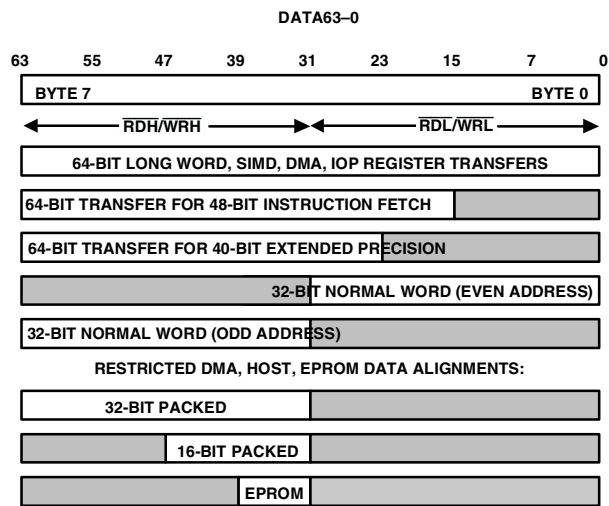 DATA63–0
63 55 47 39 31 23 15 7 0
BYTE 7 BYTE 0
RDH/WRH RDL/WRL
64-BIT LONG WORD, SIMD, DMA, IOP REGISTER TRANSFERS
64-BIT TRANSFER FOR 48-BIT INSTRUCTION FETCH
64-BIT TRANSFER FOR 40-BIT EXTENDED PRECISION
32-BIT NORMAL WORD (EVEN ADDRESS)
32-BIT NORMAL WORD (ODD ADDRESS)
RESTRICTED DMA, HOST, EPROM DATA ALIGNMENTS:
32-BIT PACKED
16-BIT PACKED
EPROM